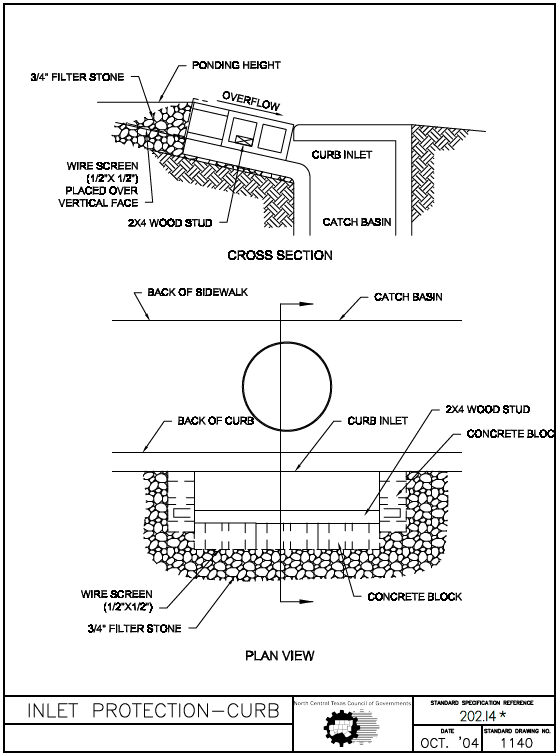 PONDING HEIGHT
3/4" FILTER STONE
OVERFLOW
CURB INLET
WIRE SCREEN
(1/2"X 1/2")
PLACED OVER
VERTICAL FACE
2X4 WOOD STUD
CATCH BASIN
CROSS SECTION
BACK OF SIDEWALK
CATCH BASIN
2X4 WOOD STUD
BACK OF CURB
CURB INLET
CONCRETE BLOC
WIRE SCREEN
(1/2"X1/2")
CONCRETE BLOCK
3/4" FILTER STONE
PLAN VIEW
INLET PROTECTION-CURB
North Central Texas Council of Governments
STANDARD SPECIFICATION REFERENCE
202.14*
DATE
OCT. '04
STANDARD DRAWING NO.
1140